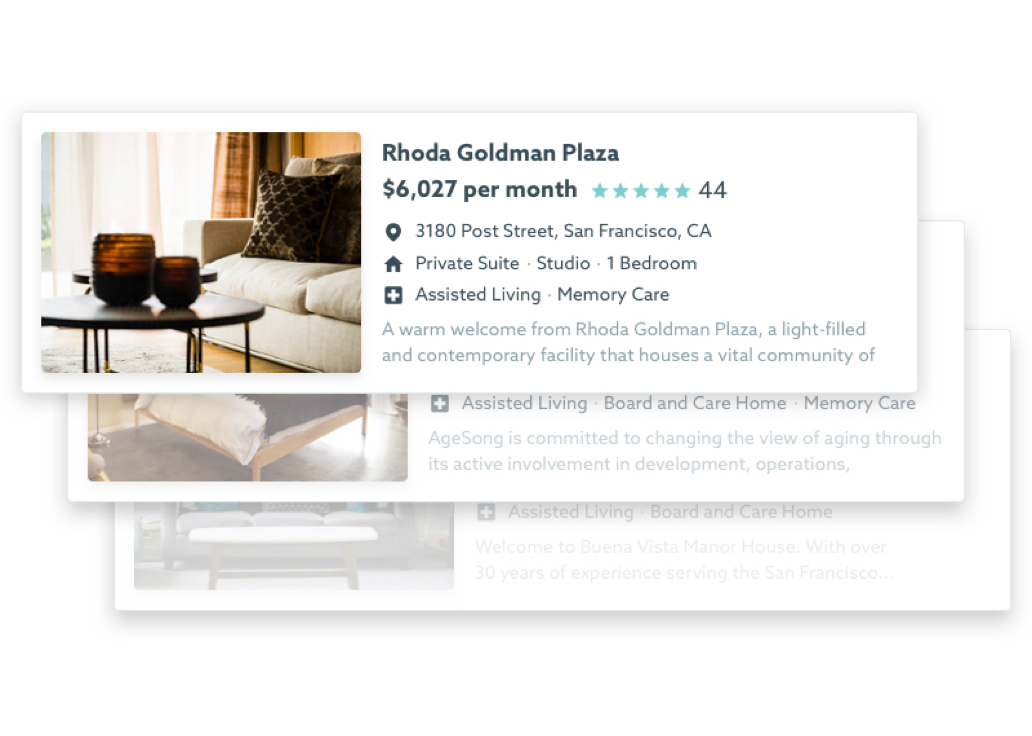 Rhoda Goldman Plaza
$6,027 per month 44
3180 Post Street, San Francisco, CA
Private Suite · Studio · 1 Bedroom
Assisted Living · Memory Care
A warm welcome from Rhoda Goldman Plaza, a light-filled
and contemporary facility that houses a vital community of
Assisted Living · Board and Care Home · Memory Care
AgeSong is committed to changing the view of aging through
its active involvement in development, operations,
Assisted Living · Board and Care Home
Welcome to Buena Vista Manor House. With over
30 years of experience serving the San Francisco...